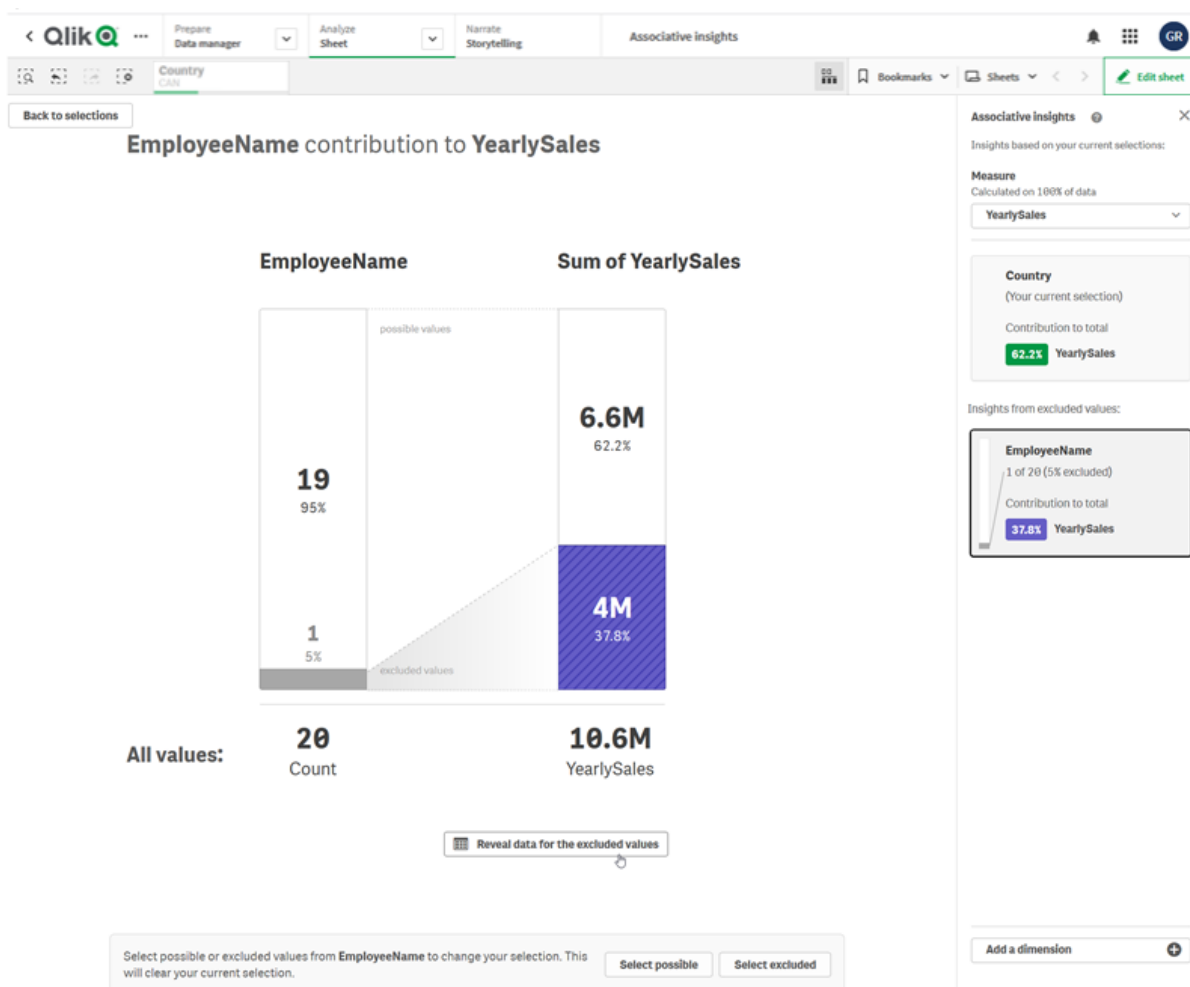 Qlik
Prepare
Data manager
Analyze
Sheet
Narrate
Storytelling
Associative insights
GR
Country
CAN
Bookmarks
Sheets
Edit sheet
Back to selections
EmployeeName contribution to YearlySales
EmployeeName
Sum of YearlySales
possible values
6.6M
62.2%
19
95%
4M
37.8%
1
5%
excluded values
All values:
20
Count
10.6M
YearlySales
Reveal data for the excluded values
Select possible or excluded values from EmployeeName to change your selection. This
will clear your current selection.
Select possible
Select excluded
Associative insights
Insights based on your current selections:
Measure
Calculated on 100% of data
YearlySales
Country
(Your current selection)
Contribution to total
62.2% YearlySales
Insights from excluded values:
EmployeeName
1 of 20 (5% excluded)
Contribution to total
37.8% YearlySales
Add a dimension